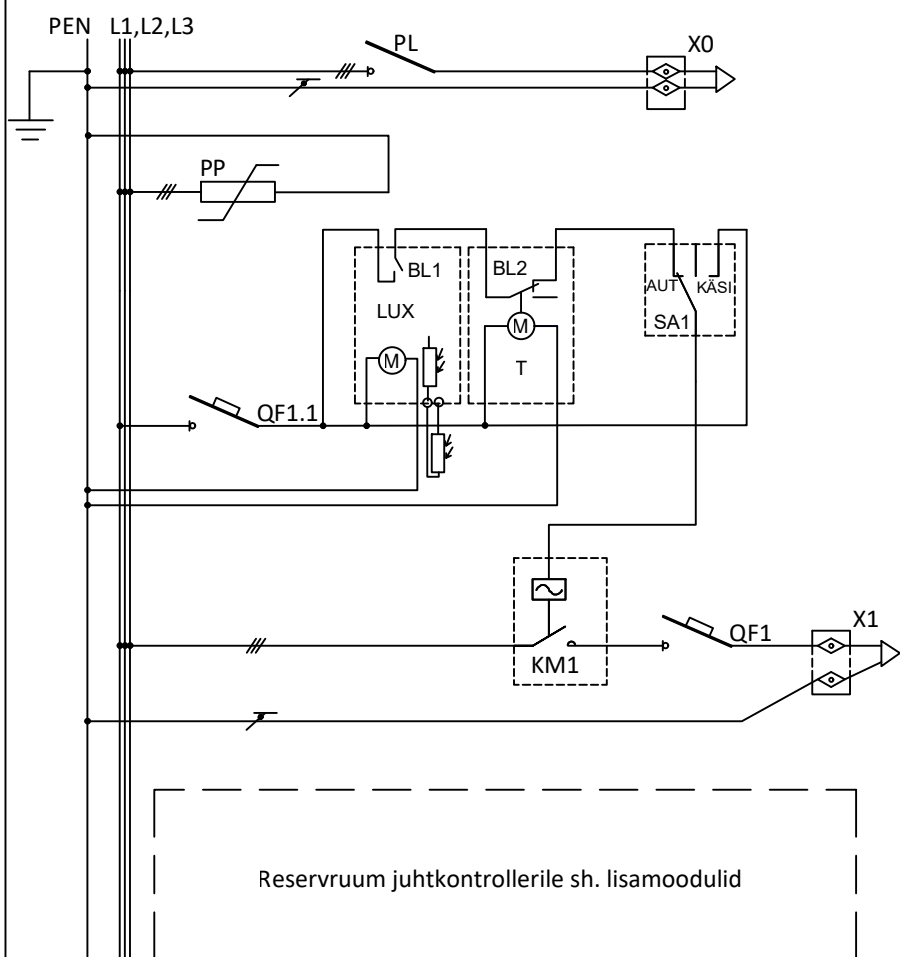 PEN L1,L2,L3
PL
X0
PP
BL1
BL2
LUX
AUT KÄSI
SA1
M
M
T
QF1.1
X1
QF1
KM1
Reservruum juhtkontrollerile sh. lisamoodulid